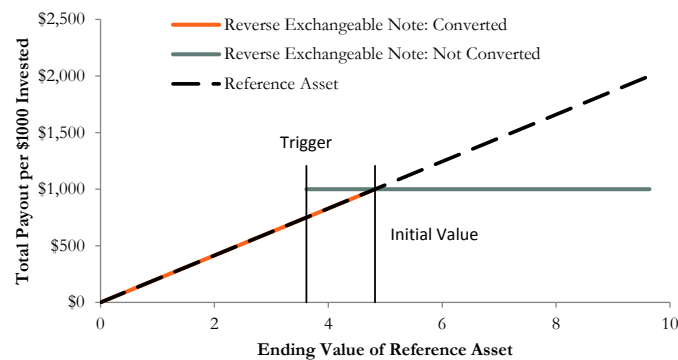 $2,500
$2,000
$1,500
$1,000
$500
$0
Total Payout per $1000 Invested
Reverse Exchangeable Note: Converted
Reverse Exchangeable Note: Not Converted
Reference Asset
Trigger
Initial Value
0 2 4 6 8 10
Ending Value of Reference Asset